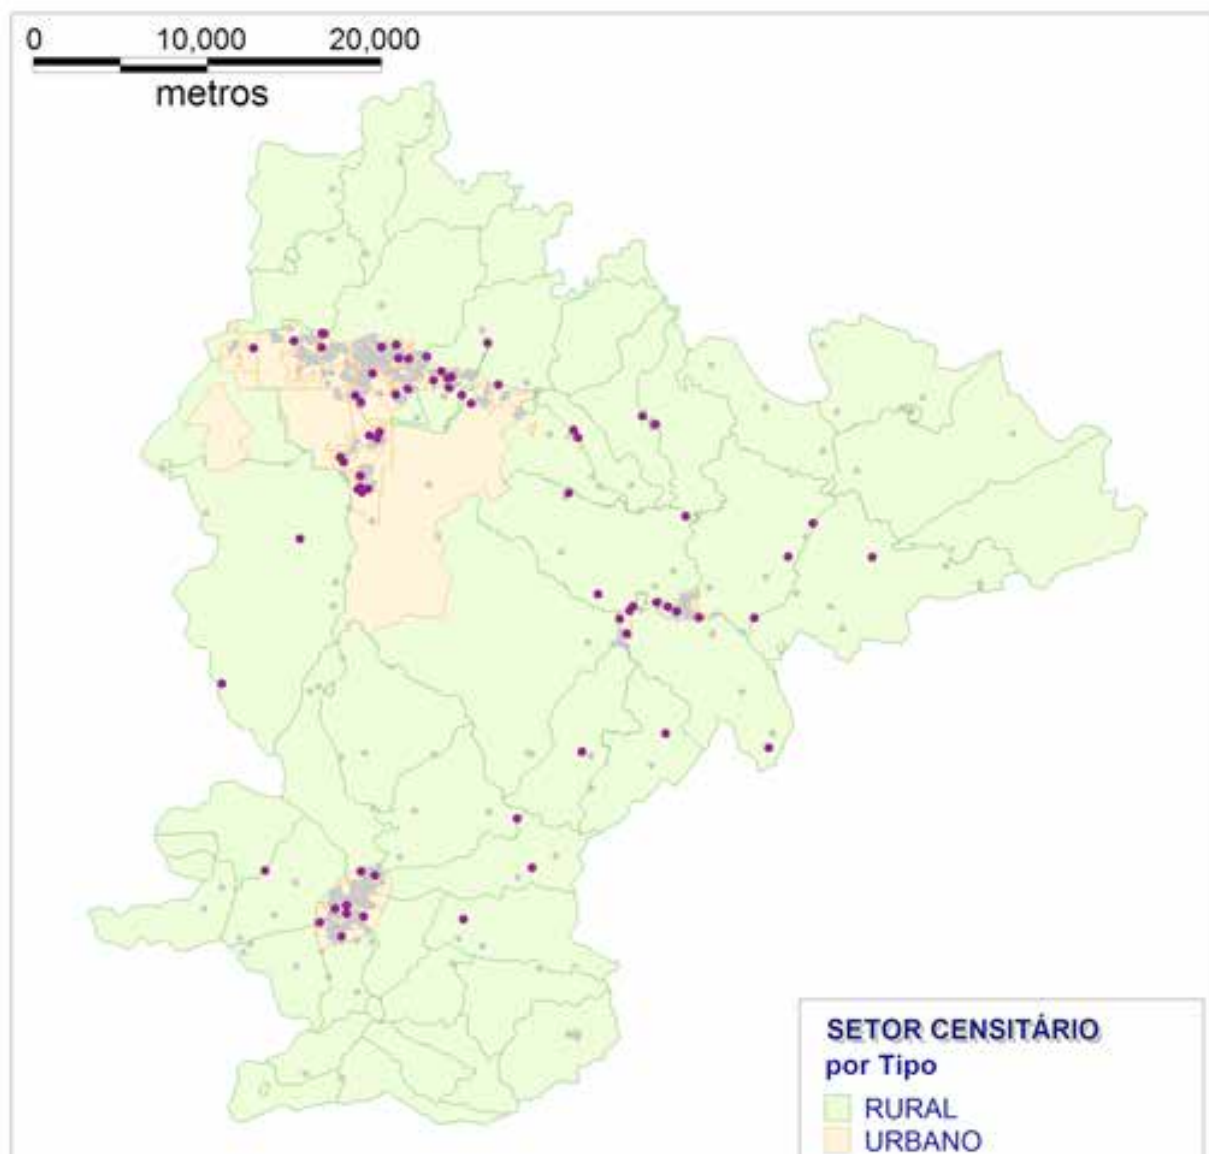 0 10,000 20,000
metros
SETOR CENSITÁRIO
por Tipo
RURAL
URBANO